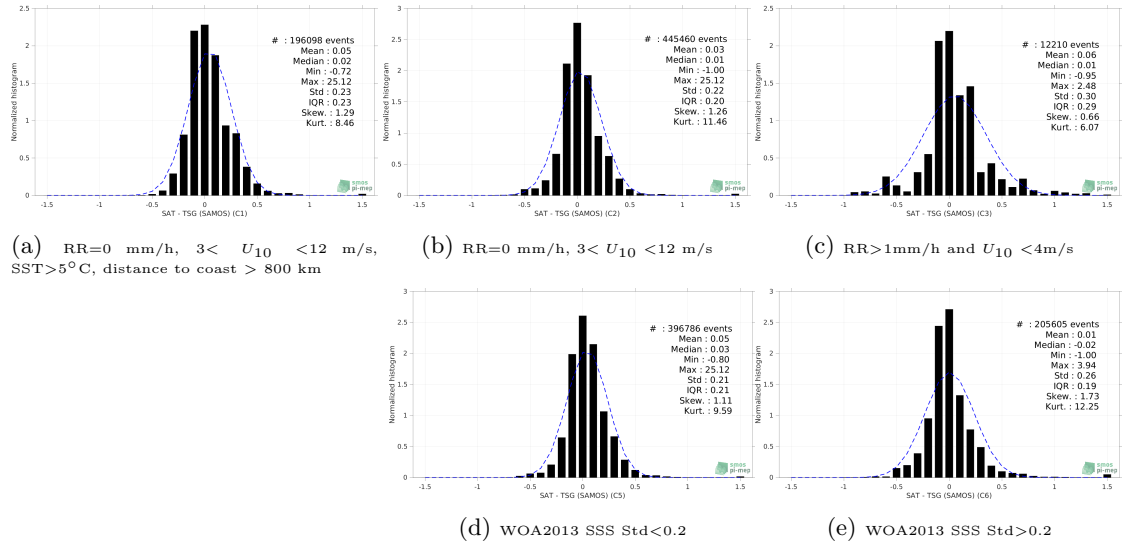 2.5
2
1.5
1
0.5
0
Normalized histogram
-1.5 -1 -0.5 0 0.5 1 1.5
SAT - TSG (SAMOS) (C1)
# : 196098 events
Mean : 0.05
Median : 0.02
Min : -0.72
Max : 25.12
Std : 0.23
IQR : 0.23
Skew. : 1.29
Kurt. : 8.46
smos
pi-mep
(a) RR=0 mm/h, 3< U10 <12 m/s,
SST>5°C, distance to coast > 800 km
3
2.5
2
1.5
1
0.5
0
Normalized histogram
-1.5 -1 -0.5 0 0.5 1 1.5
SAT - TSG (SAMOS) (C2)
# : 445460 events
Mean : 0.03
Median : 0.01
Min : -1.00
Max : 25.12
Std : 0.22
IQR : 0.20
Skew. : 1.26
Kurt. : 11.46
smos
pi-mep
(b) RR=0 mm/h, 3< U10 <12 m/s
2.5
2
1.5
1
0.5
0
Normalized histogram
-1.5 -1 -0.5 0 0.5 1 1.5
SAT - TSG (SAMOS) (C3)
# : 12210 events
Mean : 0.06
Median : 0.01
Min : -0.95
Max : 2.48
Std : 0.30
IQR : 0.29
Skew. : 0.66
Kurt. : 6.07
smos
pi-mep
(c) RR>1mm/h and U10 <4m/s
3
2.5
2
1.5
1
0.5
0
Normalized histogram
-1.5 -1 -0.5 0 0.5 1 1.5
SAT - TSG (SAMOS) (C5)
# : 396786 events
Mean : 0.05
Median : 0.03
Min : -0.80
Max : 25.12
Std : 0.21
IQR : 0.21
Skew. : 1.11
Kurt. : 9.59
smos
pi-mep
(d) WOA2013 SSS Std<0.2
3
2.5
2
1.5
1
0.5
0
Normalized histogram
-1.5 -1 -0.5 0 0.5 1 1.5
SAT - TSG (SAMOS) (C6)
# : 205605 events
Mean : 0.01
Median : -0.02
Min : -1.00
Max : 3.94
Std : 0.26
IQR : 0.19
Skew. : 1.73
Kurt. : 12.25
smos
pi-mep
(e) WOA2013 SSS Std>0.2